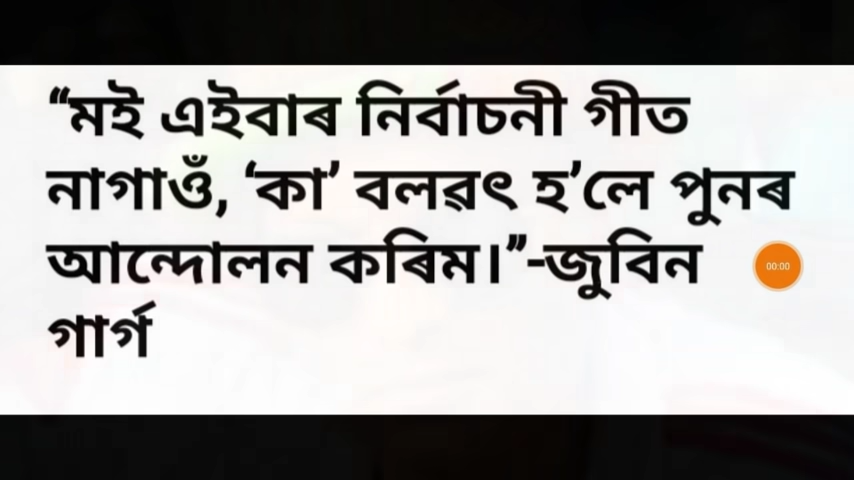 “মই এইবাৰ নিৰ্বাচনী গীত
নাগাওঁ, ‘কা’ বলৱৎ হ’লে পুনৰ
আন্দোলন কৰিম।”-জুবিন
গাৰ্গ
00:00